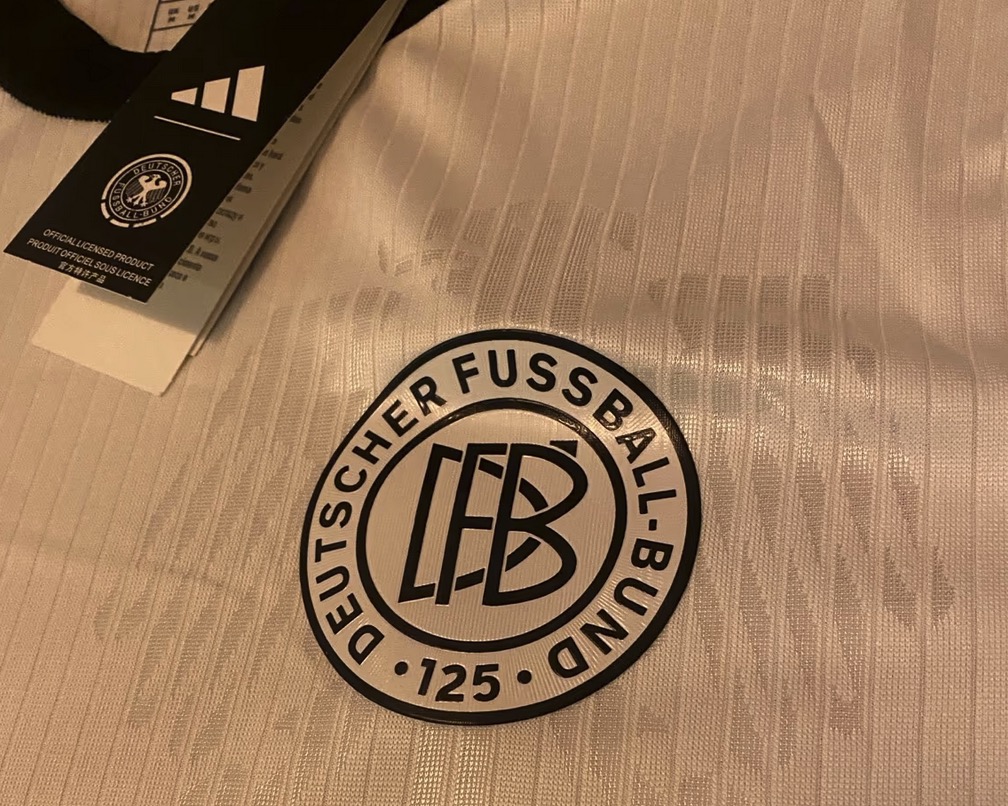 DEUTSCHER
FUSSBALL-BUND
OFFICIAL LICENSED PRODUCT
PRODUIT OFFICIEL SOUS LICENCE
官方特许产品
DEUTSCHER FUSSBALL-BUND
DFB
• 125 •